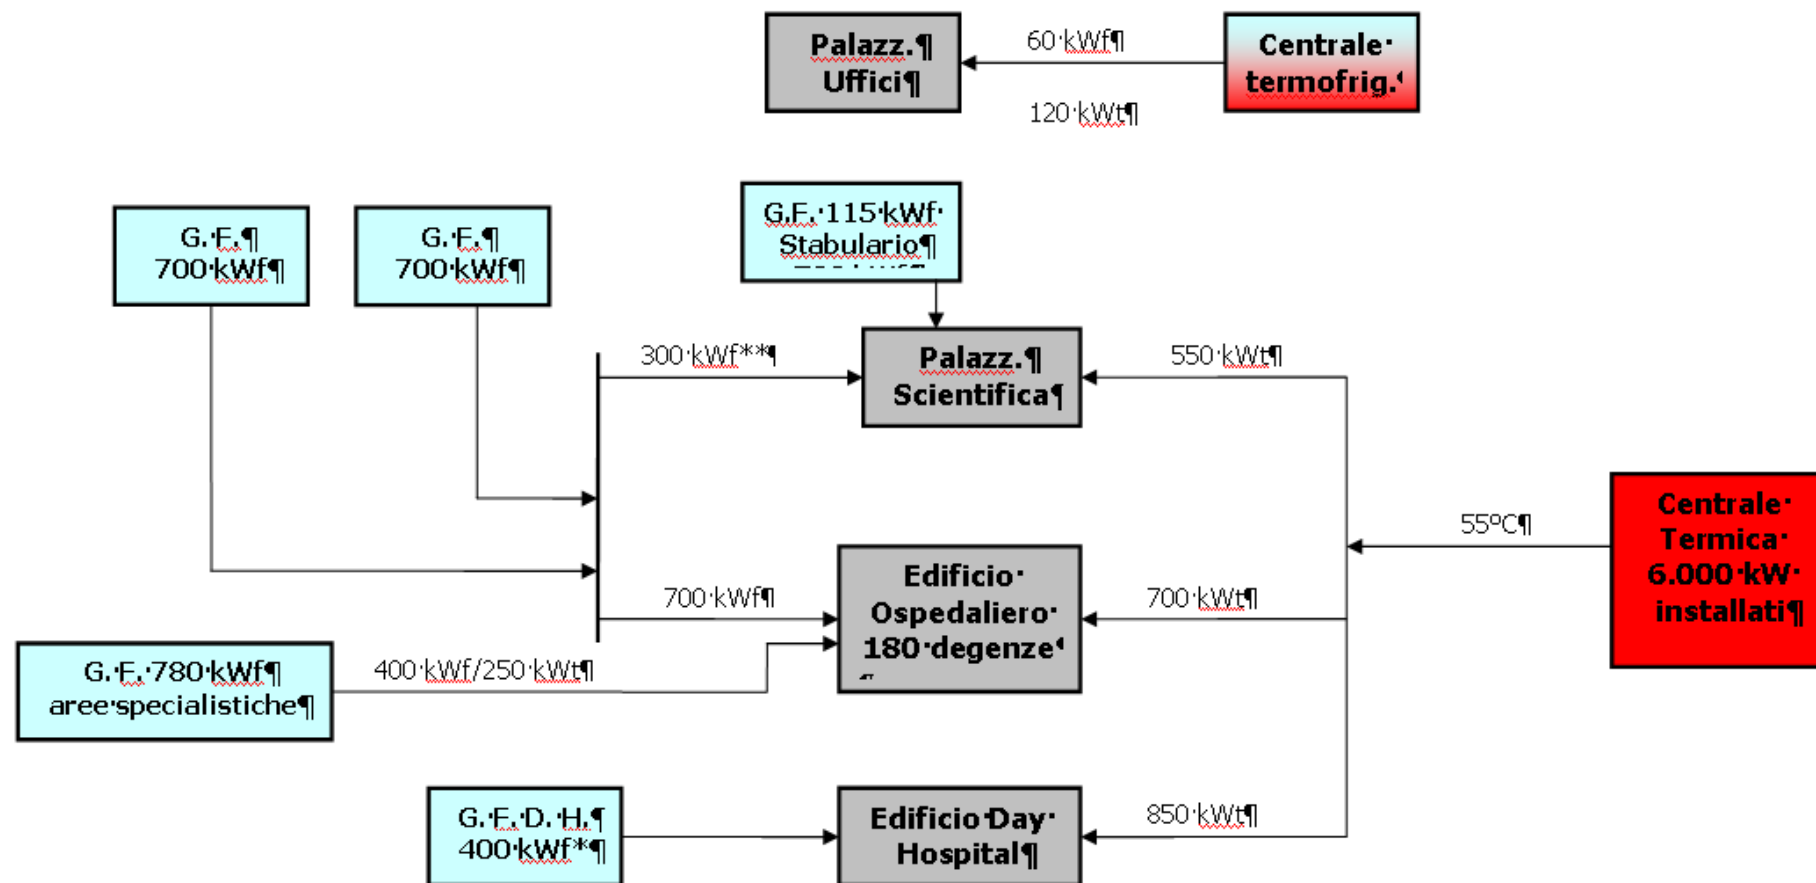 Palazz.¶
Uffici¶
60·kWf¶
120·kWt¶
Centrale·
termofrig.
G.·F.¶
700·kWf¶
G.·F.¶
700·kWf¶
G.F.·115·kWf·
Stabulario¶
300·kWf**¶
Palazz.¶
Scientifica¶
550·kWt¶
55ºC¶
Centrale·
Termica·
6.000·kW·
installati¶
700·kWf¶
Edificio·
Ospedaliero·
180·degenze
¶
700·kWt¶
G.·F.·780·kWf¶
aree·specialistiche¶
400·kWf/250·kWt¶
G.·F.·D.·H.¶
400·kWf*¶
Edificio·Day·
Hospital¶
850·kWt¶